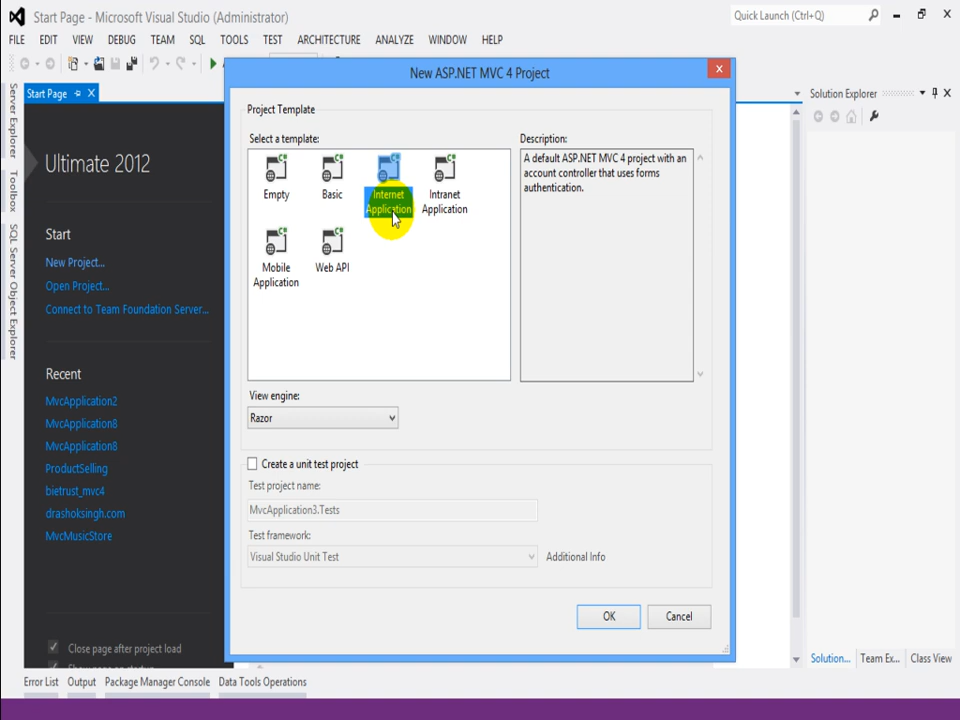 Start Page - Microsoft Visual Studio (Administrator)
Quick Launch (Ctrl+Q)
FILE EDIT VIEW DEBUG TEAM SQL TOOLS TEST ARCHITECTURE ANALYZE WINDOW HELP
Server Explorer
Toolbox
SQL Server Object Explorer
Start Page
Ultimate 2012
Start
New Project...
Open Project...
Connect to Team Foundation Server...
Recent
MvcApplication2
MvcApplication8
MvcApplication8
ProductSelling
bietrust_mvc4
drashoksingh.com
MvcMusicStore
Close page after project load
Show page on startup
New ASP.NET MVC 4 Project
Project Template
Select a template:
Empty
Basic
Internet
Application
Intranet
Application
Mobile
Application
Web API
Description:
A default ASP.NET MVC 4 project with an
account controller that uses forms
authentication.
View engine:
Razor
Create a unit test project
Test project name:
MvcApplication3.Tests
Test framework:
Visual Studio Unit Test
Additional Info
OK
Cancel
Solution Explorer
Solution... Team Ex... Class View
Error List Output Package Manager Console Data Tools Operations